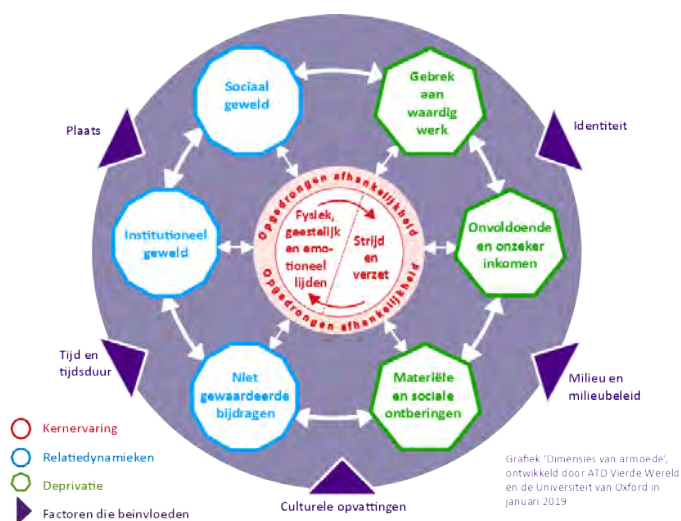 Sociaal
geweld
Gebrek
aan
waardig
werk
Plaats
Identiteit
Opgedrongen afhankelijkheid
Institutioneel
geweld
Fysiek,
geestelijk
en emo-
tioneel
lijden
Strijd
en
verzet
Onvoldoende
en onzeker
inkomen
Opgedrongen afhankelijkheid
Tijd en
tijdsduur
Niet
gewaardeerde
bijdragen
Materiële
en sociale
ontberingen
Milieu en
milieubeleid
Kernervaring
Relatiedynamieken
Deprivatie
Factoren die beinvloeden
Culturele opvattingen
Grafiek 'Dimensies van armoede',
ontwikkeld door ATD Vierde Wereld
en de Universiteit van Oxford in
januari 2019